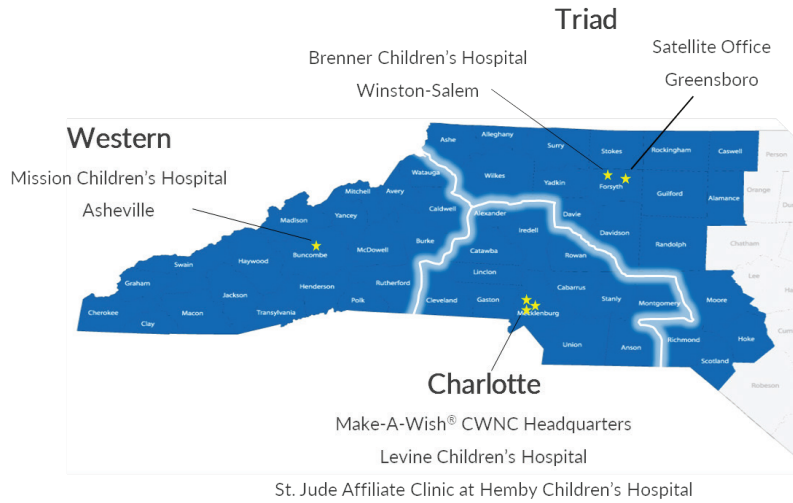 Triad
Brenner Children's Hospital
Winston-Salem
Satellite Office
Greensboro
Western
Mission Children's Hospital
Asheville
Ashe
Alleghany
Surry
Stokes
Rockingham
Caswell
Person
Watauga
Wilkes
Yadkin
Forsyth
Guilford
Alamance
Orange
Mitchell
Avery
Caldwell
Alexander
Davie
Madison
Yancey
Iredell
Davidson
Burke
Buncombe
McDowell
Catawba
Rowan
Randolph
Chatham
Swain
Haywood
Lincoln
Lee
Graham
Henderson
Rutherford
Cabarrus
Jackson
Polk
Cleveland
Gaston
Stanly
Montgomery
Moore
Cherokee
Macon
Transylvania
Mecklenburg
Clay
Union
Anson
Richmond
Hoke
Scotland
Robeson
Charlotte
Make-A-Wish® CWNC Headquarters
Levine Children's Hospital
St. Jude Affiliate Clinic at Hemby Children's Hospital